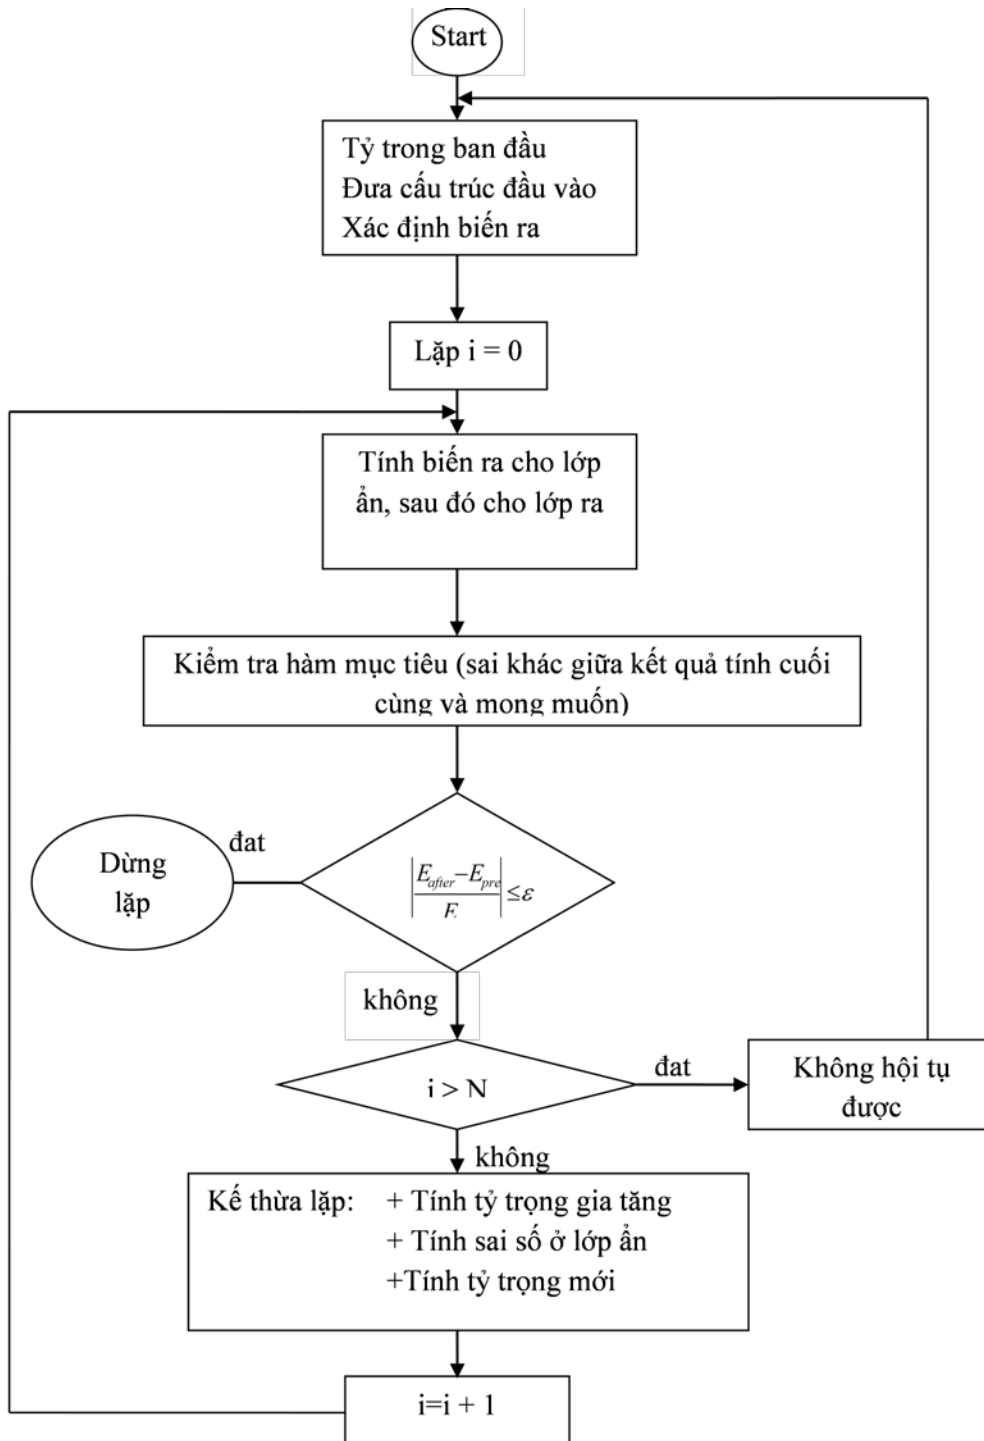 Start
Tỷ trong ban đầu
Đưa cấu trúc đầu vào
Xác định biến ra
Lặp i = 0
Tính biến ra cho lớp
ẩn, sau đó cho lớp ra
Kiểm tra hàm mục tiêu (sai khác giữa kết quả tính cuối
cùng và mong muốn)
đat
Dừng
lặp
|(E_after − E_pre)/E| ≤ ε
không
i > N
đat
Không hội tụ
được
không
Kế thừa lặp: + Tính tỷ trọng gia tăng
+ Tính sai số ở lớp ẩn
+Tính tỷ trọng mới
i=i + 1